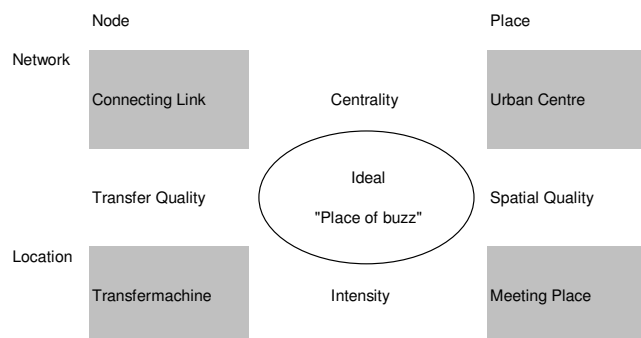 Node Place
Network
Connecting Link Centrality Urban Centre
Ideal
Transfer Quality Spatial Quality
"Place of buzz"
Location
Transfermachine Intensity Meeting Place